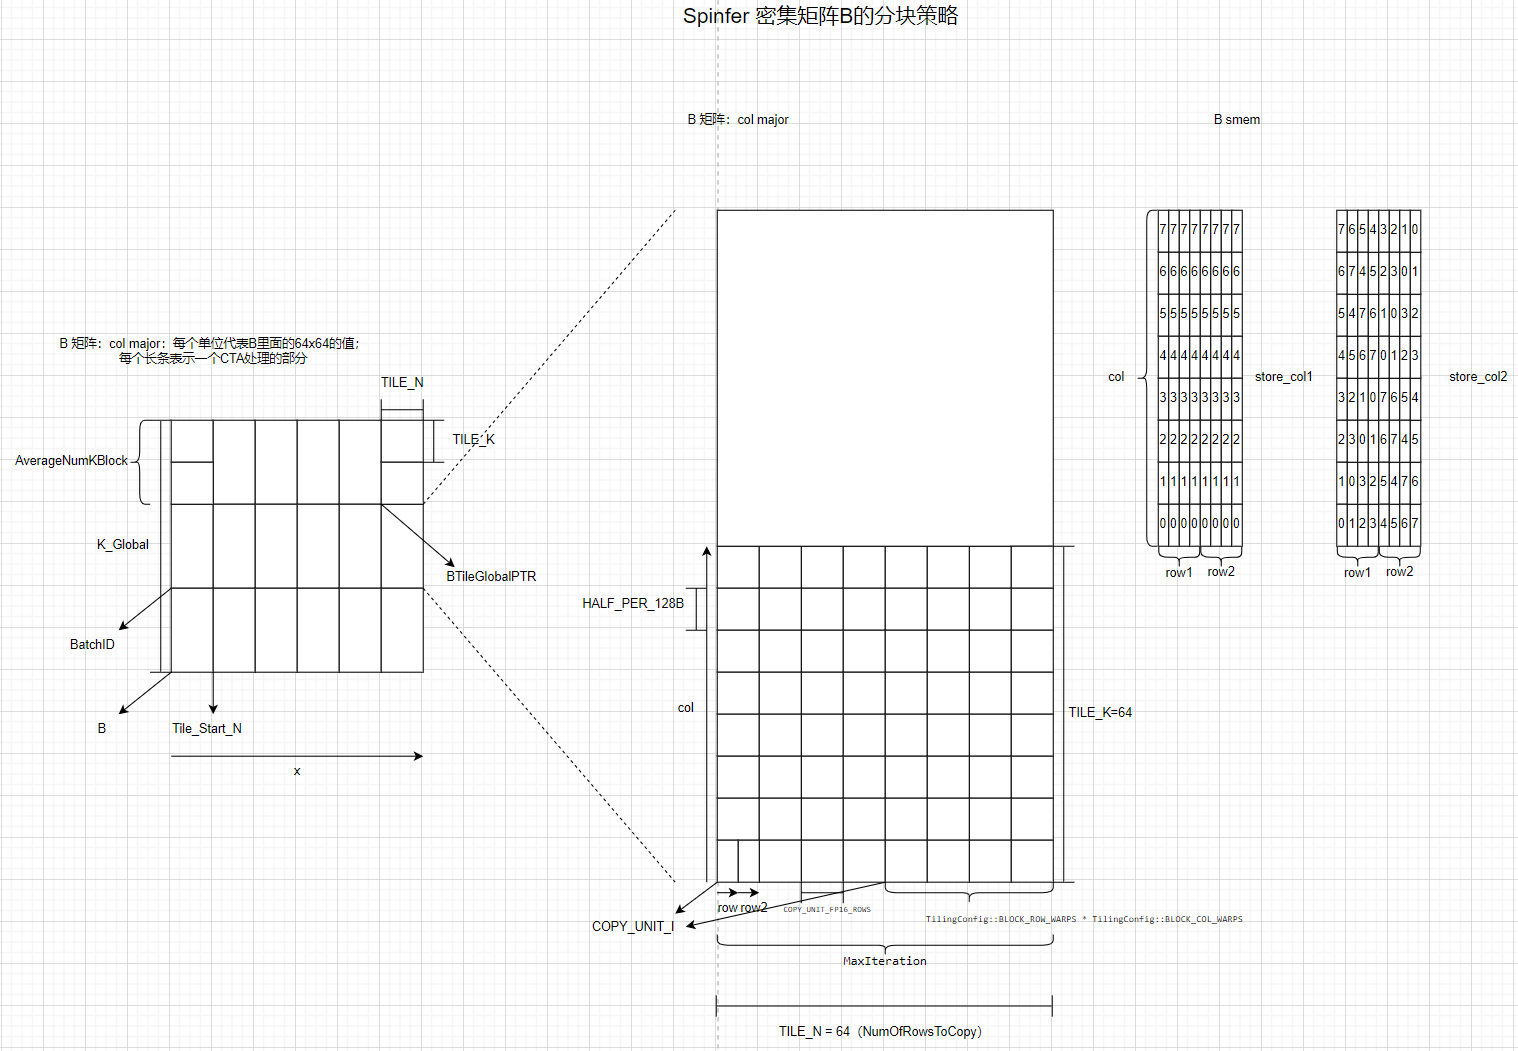 Spinfer 密集矩阵B的分块策略
B 矩阵：col major
B smem
B 矩阵：col major：每个单位代表B里面的64x64的值；
每个长条表示一个CTA处理的部分
TILE_N
TILE_K
AverageNumKBlock
K_Global
BTileGlobalPTR
BatchID
B
Tile_Start_N
x
HALF_PER_128B
col
TILE_K=64
row row2
COPY_UNIT_FP16_ROWS
TilingConfig::BLOCK_ROW_WARPS * TilingConfig::BLOCK_COL_WARPS
COPY_UNIT_I
MaxIteration
TILE_N = 64（NumOfRowsToCopy）
col
7 7 7 7 7 7 7 7
6 6 6 6 6 6 6 6
5 5 5 5 5 5 5 5
4 4 4 4 4 4 4 4
3 3 3 3 3 3 3 3
2 2 2 2 2 2 2 2
1 1 1 1 1 1 1 1
0 0 0 0 0 0 0 0
row1 row2
store_col1
7 6 5 4 3 2 1 0
6 7 4 5 2 3 0 1
5 4 7 6 1 0 3 2
4 5 6 7 0 1 2 3
3 2 1 0 7 6 5 4
2 3 0 1 6 7 4 5
1 0 3 2 5 4 7 6
0 1 2 3 4 5 6 7
row1 row2
store_col2